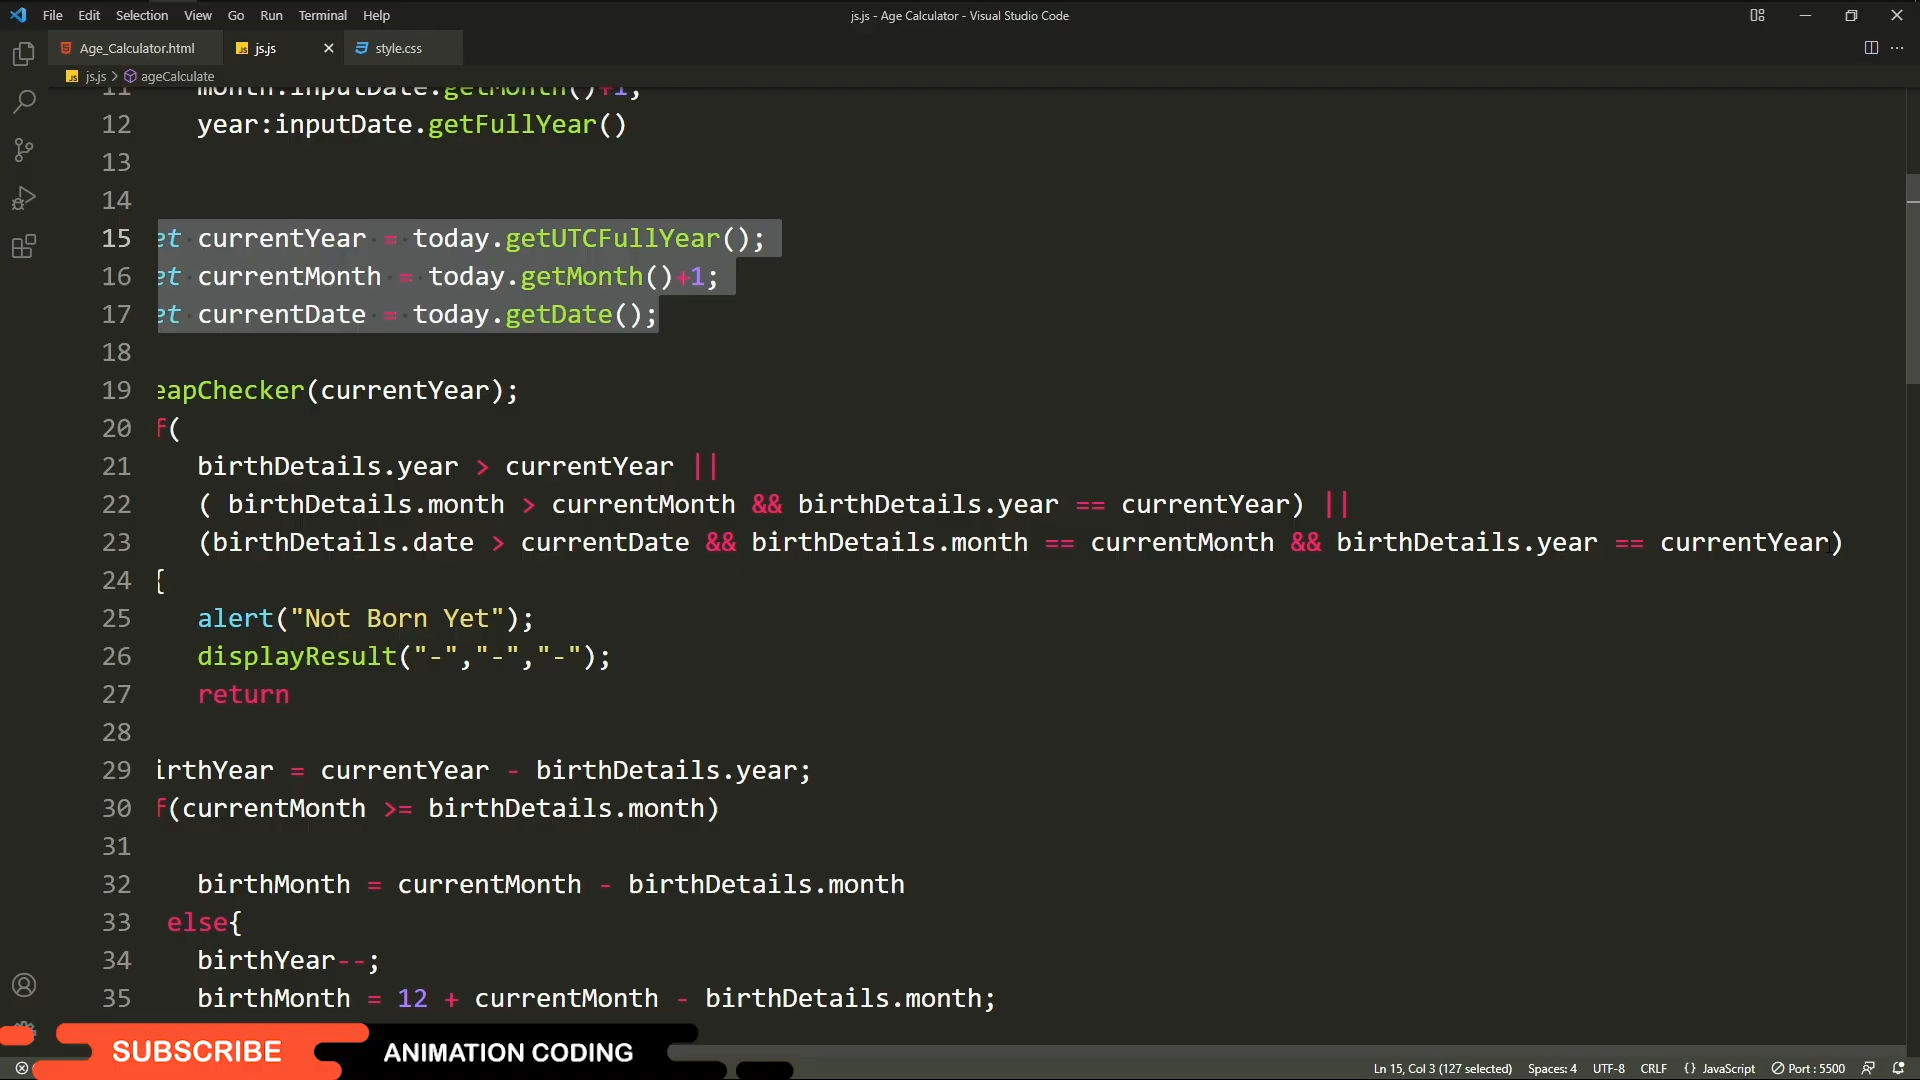 File Edit Selection View Go Run Terminal Help
js.js - Age Calculator - Visual Studio Code
Age_Calculator.html js.js style.css
js.js > ageCalculate
11 month:inputDate.getMonth()+1,
12 year:inputDate.getFullYear()
13
14
15 et currentYear = today.getUTCFullYear();
16 et currentMonth = today.getMonth()+1;
17 et currentDate = today.getDate();
18
19 eapChecker(currentYear);
20 f(
21 birthDetails.year > currentYear ||
22 ( birthDetails.month > currentMonth && birthDetails.year == currentYear) ||
23 (birthDetails.date > currentDate && birthDetails.month == currentMonth && birthDetails.year == currentYear)
24 {
25 alert("Not Born Yet");
26 displayResult("-","-","-");
27 return
28
29 irthYear = currentYear - birthDetails.year;
30 f(currentMonth >= birthDetails.month)
31
32 birthMonth = currentMonth - birthDetails.month
33 else{
34 birthYear--;
35 birthMonth = 12 + currentMonth - birthDetails.month;
SUBSCRIBE ANIMATION CODING
Ln 15, Col 3 (127 selected) Spaces: 4 UTF-8 CRLF {} JavaScript Port : 5500